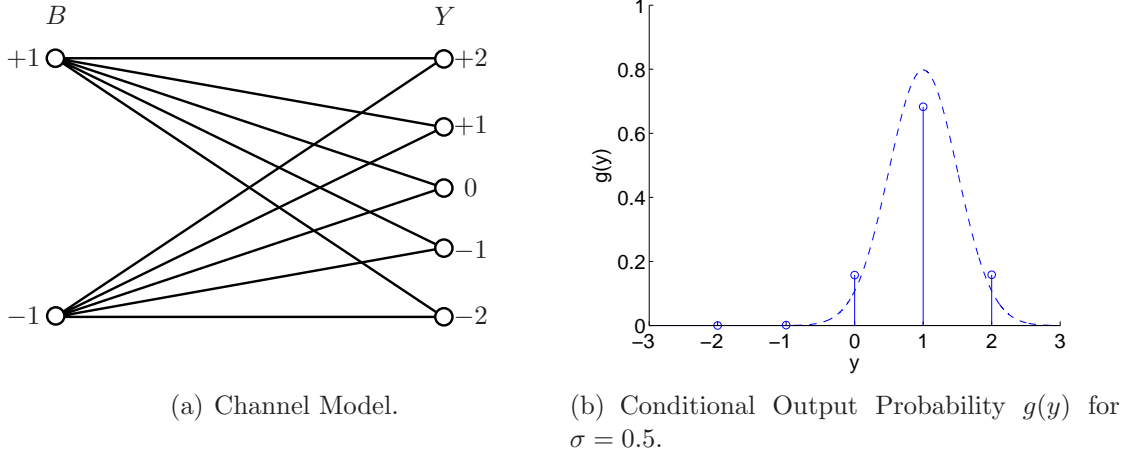 B Y
+1 +2
+1
0
−1
−1 −2
(a) Channel Model.
1
0.8
0.6
0.4
0.2
0
g(y)
−3 −2 −1 0 1 2 3
y
(b) Conditional Output Probability g(y) for
σ = 0.5.